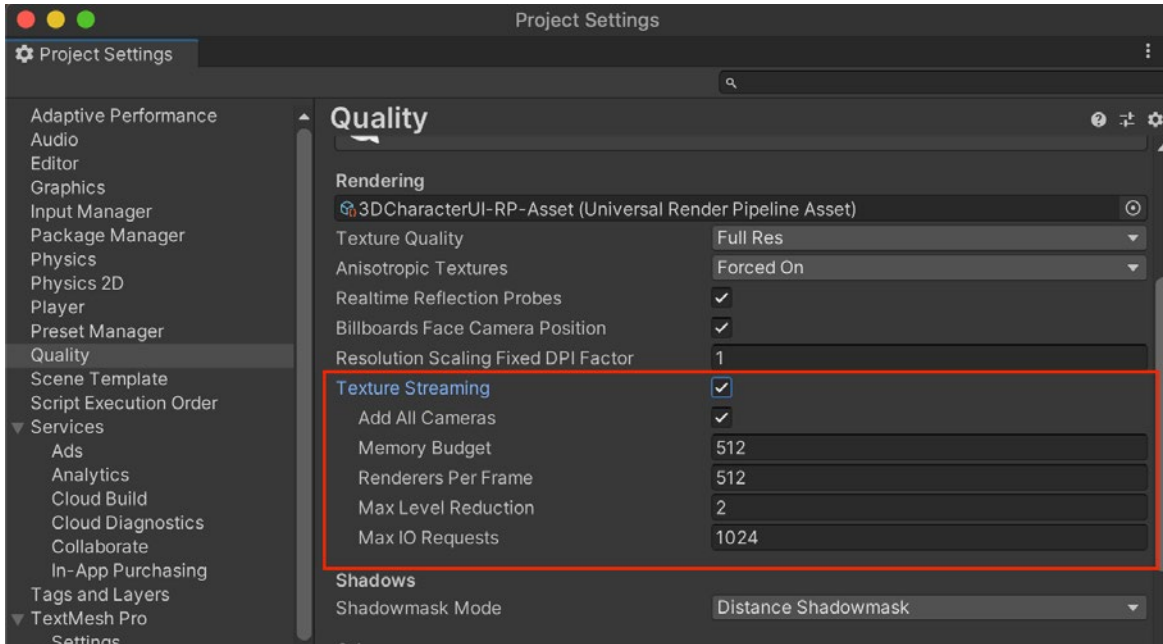 Project Settings
Project Settings
Adaptive Performance
Audio
Editor
Graphics
Input Manager
Package Manager
Physics
Physics 2D
Player
Preset Manager
Quality
Scene Template
Script Execution Order
Services
Ads
Analytics
Cloud Build
Cloud Diagnostics
Collaborate
In-App Purchasing
Tags and Layers
TextMesh Pro
Settings
Quality
Rendering
3DCharacterUI-RP-Asset (Universal Render Pipeline Asset)
Texture Quality Full Res
Anisotropic Textures Forced On
Realtime Reflection Probes
Billboards Face Camera Position
Resolution Scaling Fixed DPI Factor 1
Texture Streaming
Add All Cameras
Memory Budget 512
Renderers Per Frame 512
Max Level Reduction 2
Max IO Requests 1024
Shadows
Shadowmask Mode Distance Shadowmask